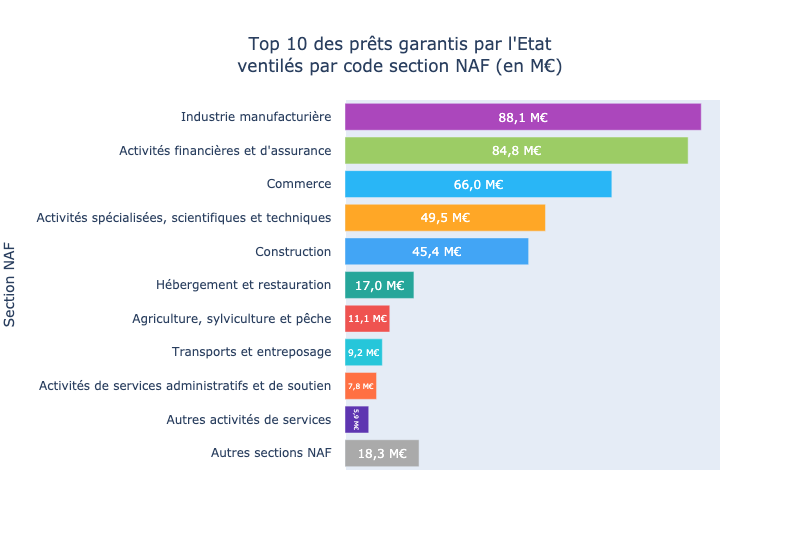 Top 10 des prêts garantis par l'Etat
ventilés par code section NAF (en M€)
Section NAF
Industrie manufacturière 88,1 M€
Activités financières et d'assurance 84,8 M€
Commerce 66,0 M€
Activités spécialisées, scientifiques et techniques 49,5 M€
Construction 45,4 M€
Hébergement et restauration 17,0 M€
Agriculture, sylviculture et pêche 11,1 M€
Transports et entreposage 9,2 M€
Activités de services administratifs et de soutien 7,8 M€
Autres activités de services 5,9 M€
Autres sections NAF 18,3 M€